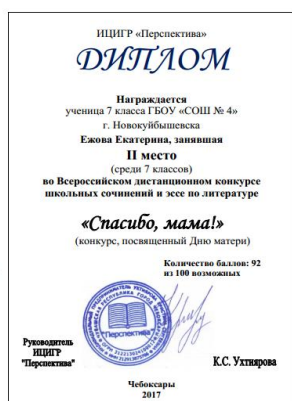 ИЦИГР «Перспектива»
ДИПЛОМ
Награждается
ученица 7 класса ГБОУ «СОШ № 4»
г. Новокуйбышевска
Ежова Екатерина, занявшая
II место
(среди 7 классов)
во Всероссийском дистанционном конкурсе
школьных сочинений и эссе по литературе
«Спасибо, мама!»
(конкурс, посвященный Дню матери)
Количество баллов: 92
из 100 возможных
"Перспектива"
Руководитель
ИЦИГР
"Перспектива"
К.С. Ухтиярова
Чебоксары
2017